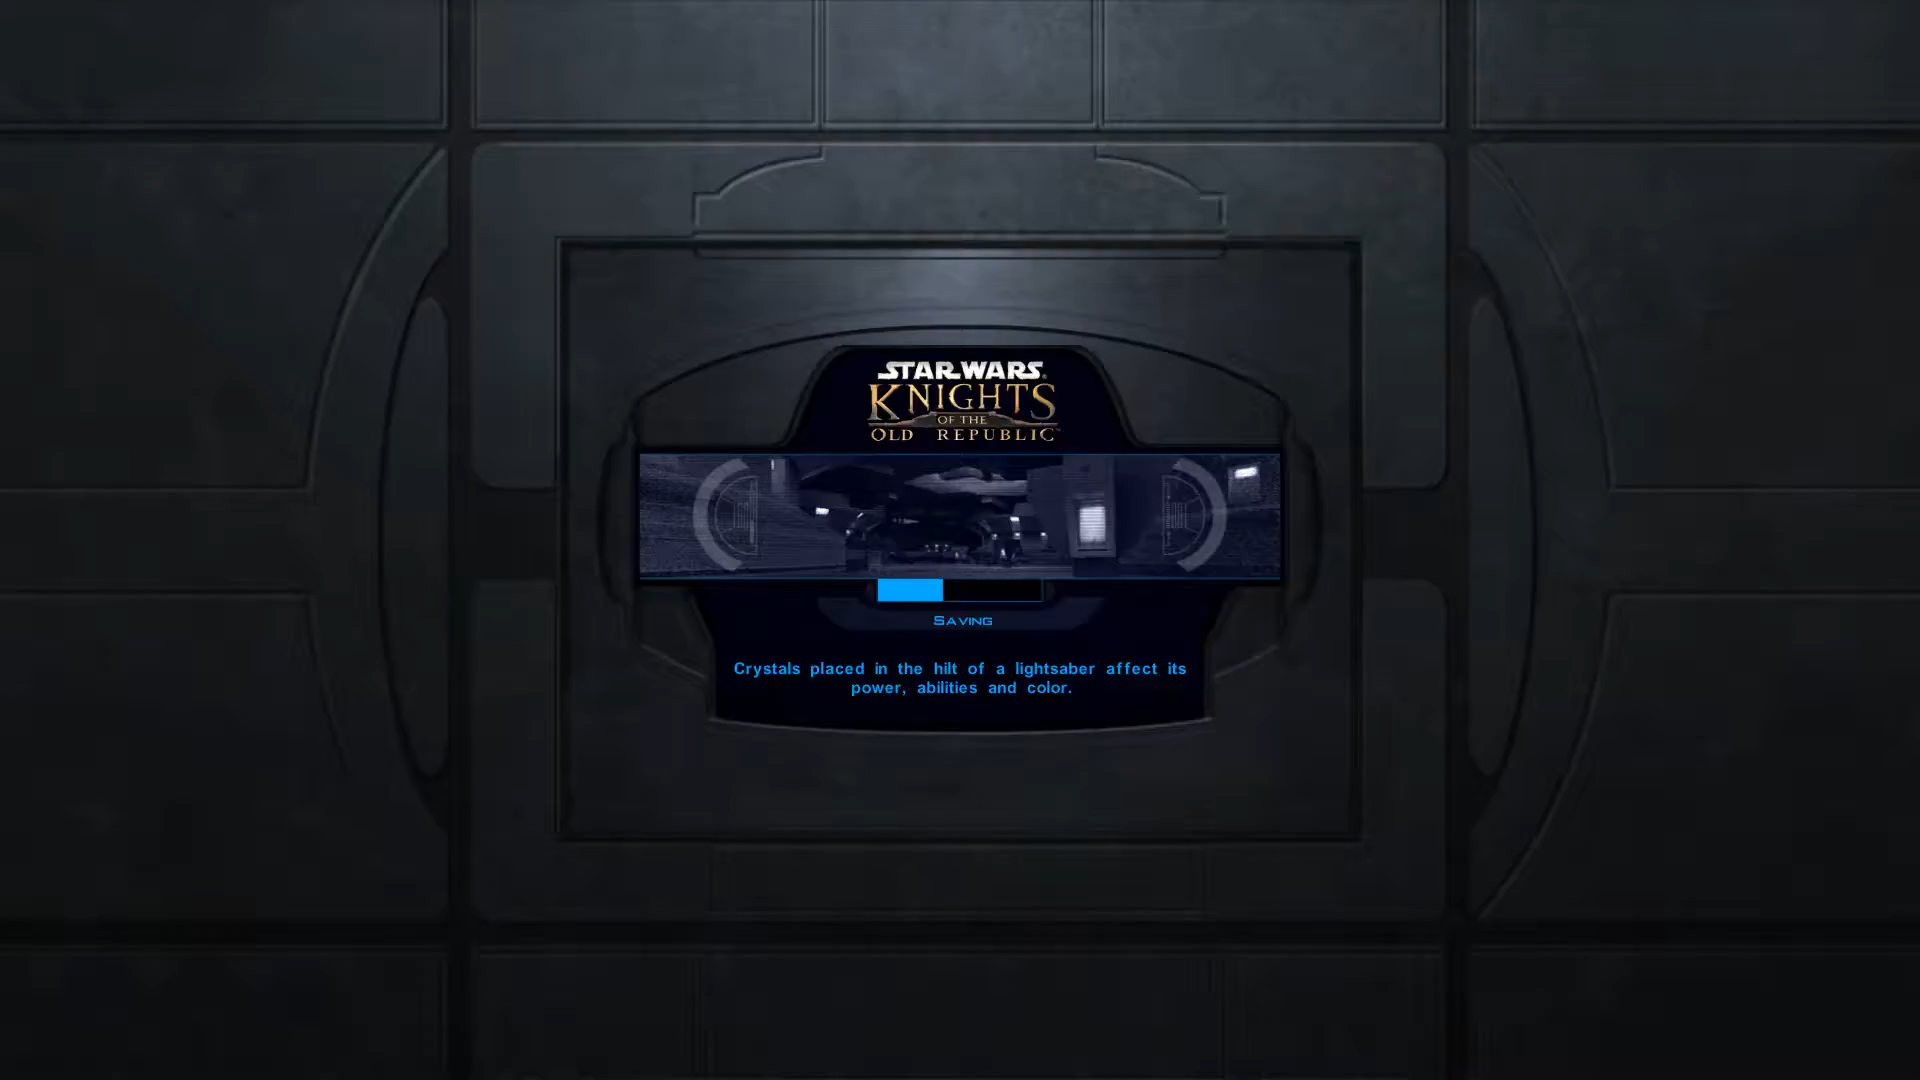 STAR WARS
KNIGHTS
OF THE
OLD REPUBLIC™
SAVING
Crystals placed in the hilt of a lightsaber affect its
power, abilities and color.